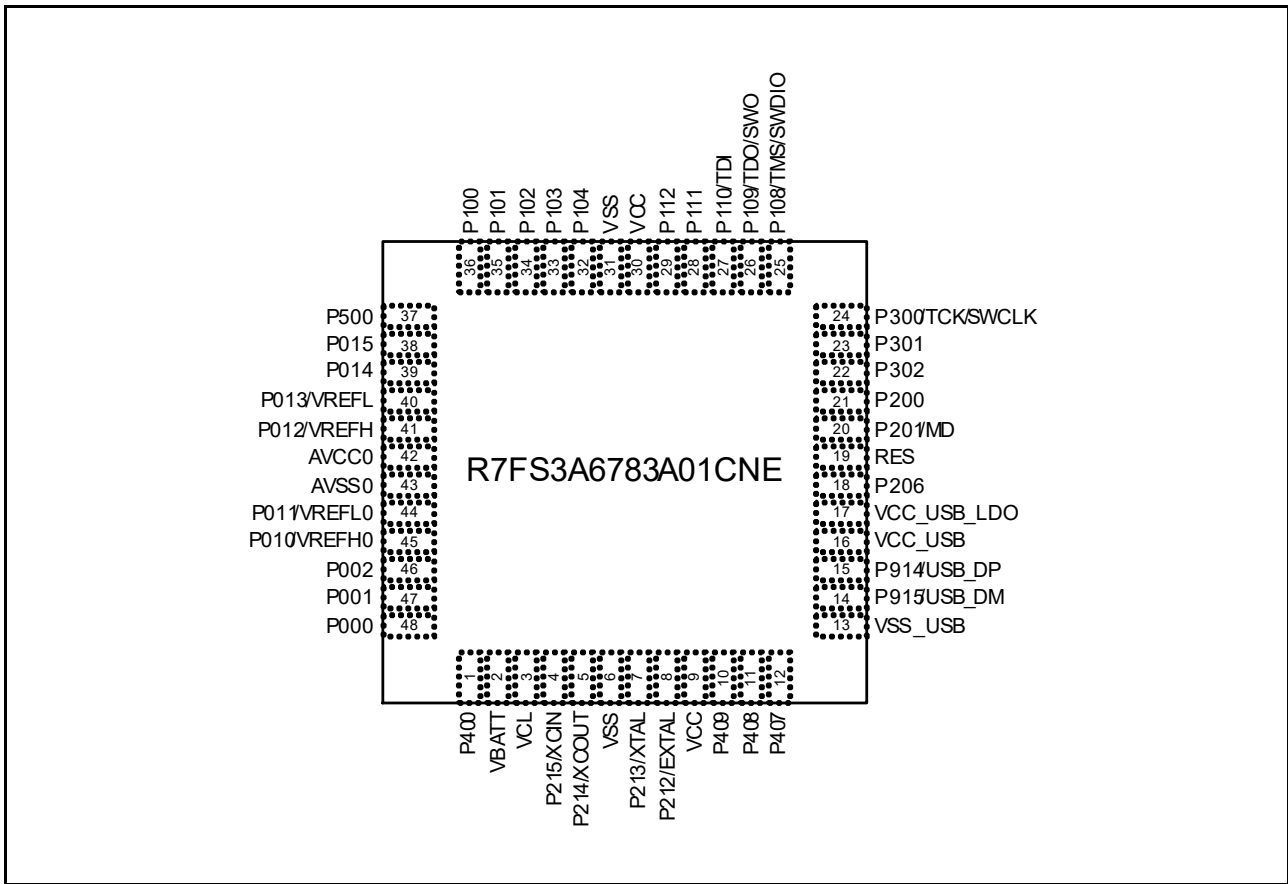 P100
P101
P102
P103
P104
VSS
VCC
P112
P111
P110/TDI
P109/TDO/SWO
P108/TMS/SWDIO
36
35
34
33
32
31
30
29
28
27
26
25
P500 37
P015 38
P014 39
P013/VREFL 40
P012/VREFH 41
AVCC0 42
AVSS0 43
P011/VREFL0 44
P010/VREFH0 45
P002 46
P001 47
P000 48
R7FS3A6783A01CNE
24 P300/TCK/SWCLK
23 P301
22 P302
21 P200
20 P201/MD
19 RES
18 P206
17 VCC_USB_LDO
16 VCC_USB
15 P914/USB_DP
14 P915/USB_DM
13 VSS_USB
1
2
3
4
5
6
7
8
9
10
11
12
P400
VBATT
VCL
P215/XCIN
P214/XCOUT
VSS
P213/XTAL
P212/EXTAL
VCC
P409
P408
P407